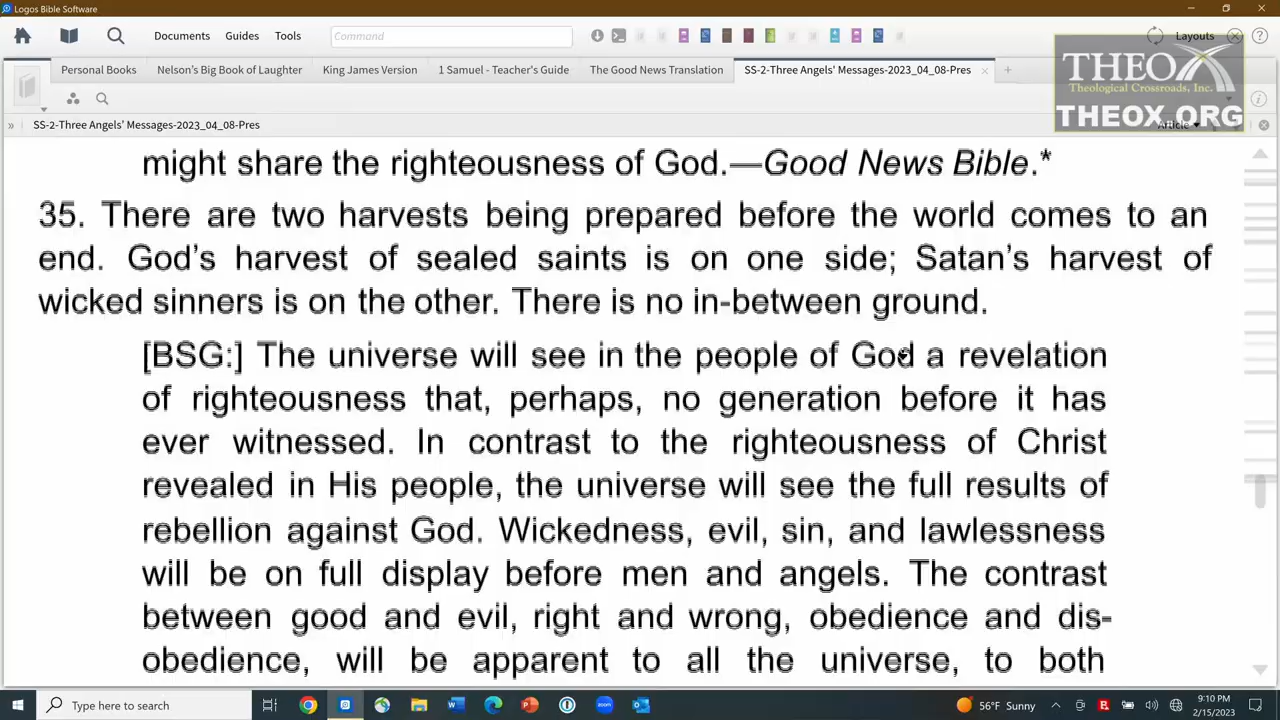 Logos Bible Software
Documents Guides Tools Command Layouts
THEOX
Theological Crossroads, Inc.
THEOX.ORG
Personal Books Nelson's Big Book of Laughter King James Versi 1 Samuel - Teacher's Guide The Good News Translation SS-2-Three Angels' Messages-2023_04_08-Pres
SS-2-Three Angels' Messages-2023_04_08-Pres Article
might share the righteousness of God.—Good News Bible.*
35. There are two harvests being prepared before the world comes to an
end. God's harvest of sealed saints is on one side; Satan's harvest of
wicked sinners is on the other. There is no in-between ground.
[BSG:] The universe will see in the people of God a revelation
of righteousness that, perhaps, no generation before it has
ever witnessed. In contrast to the righteousness of Christ
revealed in His people, the universe will see the full results of
rebellion against God. Wickedness, evil, sin, and lawlessness
will be on full display before men and angels. The contrast
between good and evil, right and wrong, obedience and dis-
obedience, will be apparent to all the universe, to both
Type here to search
56°F Sunny
9:10 PM
2/15/2023